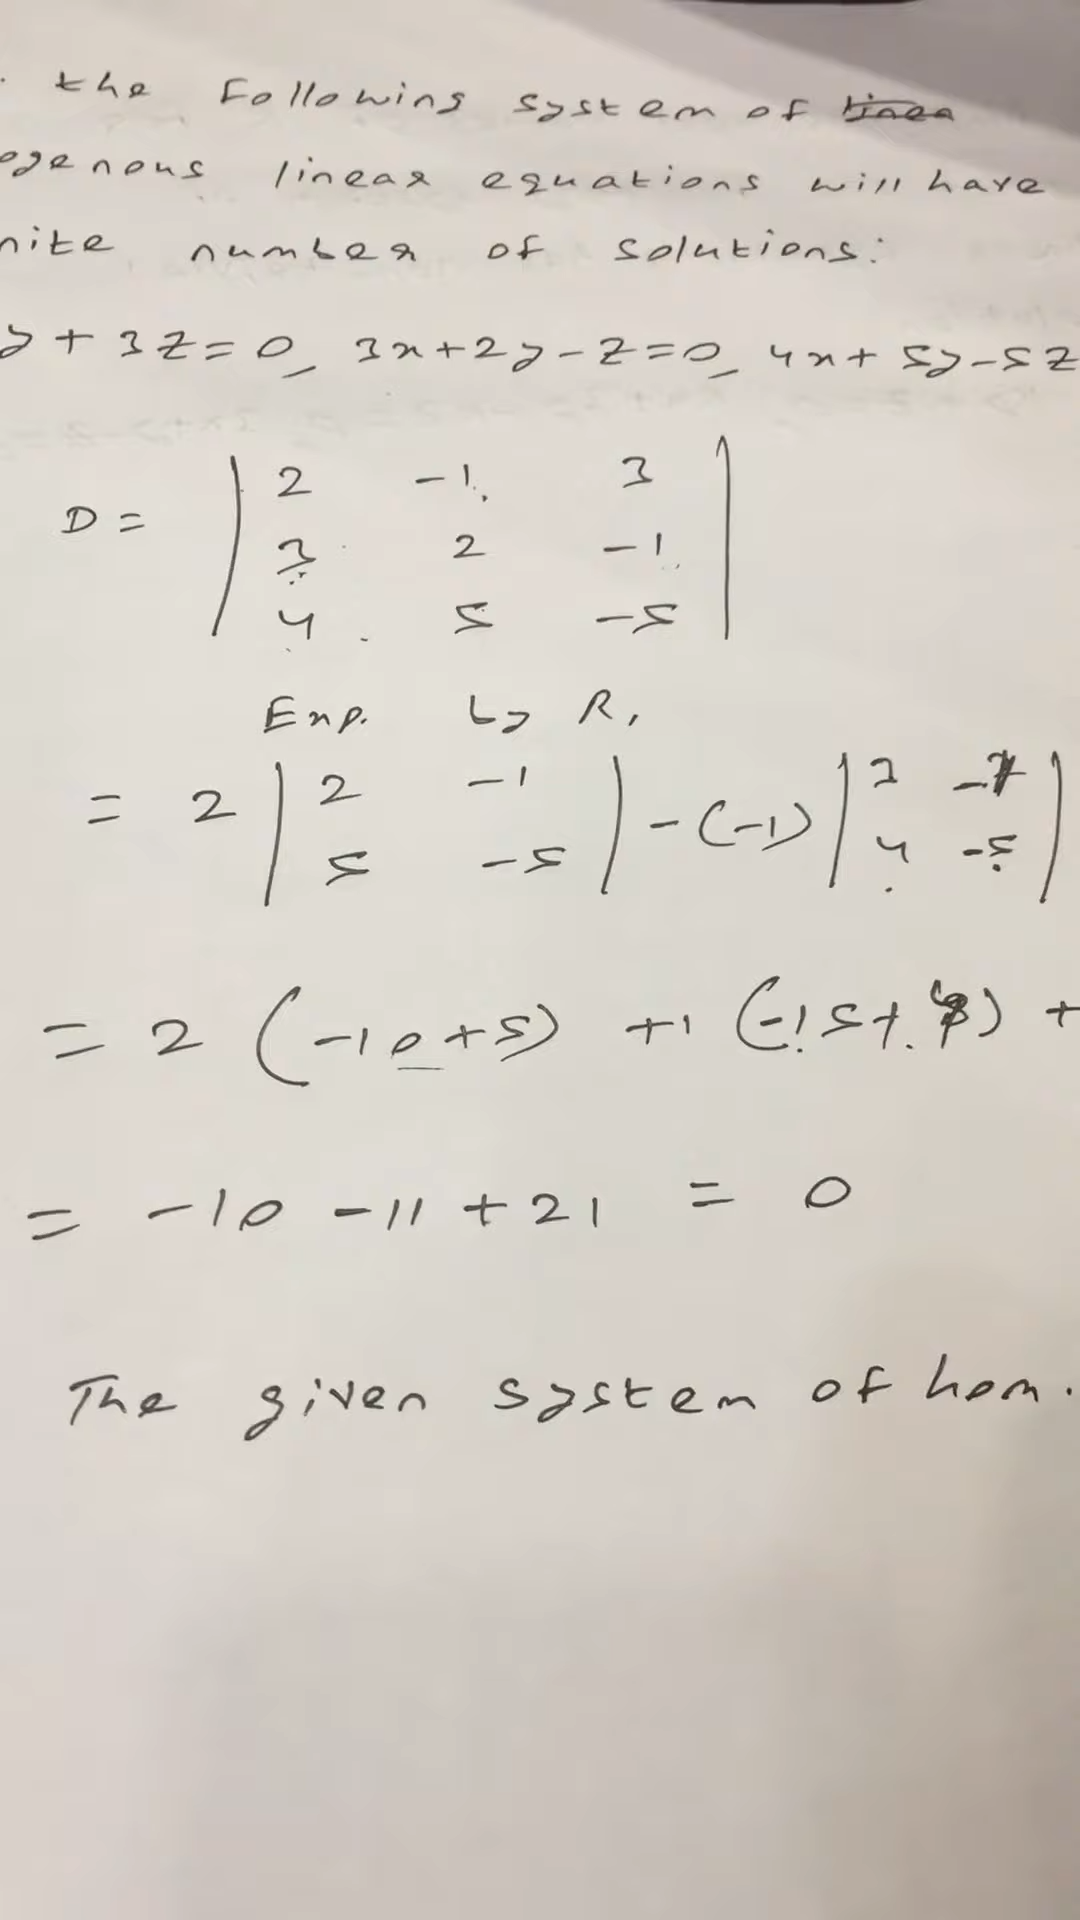 the following system of
ogenous linear equations will have
nite number of solutions:
y + 3z = 0, 3x + 2y - z = 0, 4x + 5y - 5z
D = | 2 -1 3 |
3 2 -1
4 5 -5
Exp. by R1
= 2 | 2 -1 | - (-1) | 3 -1 |
5 -5 4 -5
= 2 (-10 + 5) + 1 (-15 + 4) +
= -10 - 11 + 21 = 0
The given system of hom.